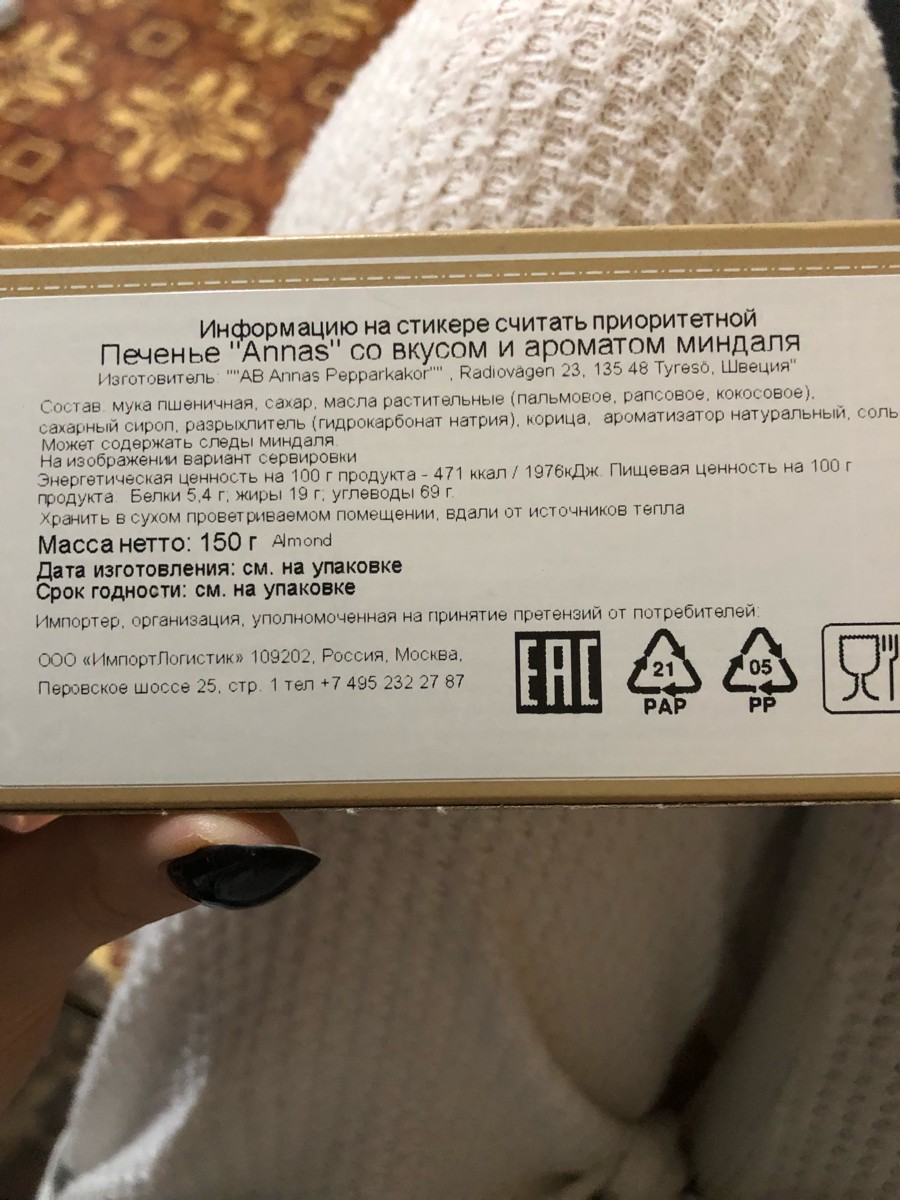 Информацию на стикере считать приоритетной
Печенье "Annas" со вкусом и ароматом миндаля
Изготовитель: ""AB Annas Pepparkakor"" , Radiovägen 23, 135 48 Tyresö, Швеция"
Состав: мука пшеничная, сахар, масла растительные (пальмовое, рапсовое, кокосовое),
сахарный сироп, разрыхлитель (гидрокарбонат натрия), корица, ароматизатор натуральный, соль
Может содержать следы миндаля.
На изображении вариант сервировки
Энергетическая ценность на 100 г продукта - 471 ккал / 1976кДж. Пищевая ценность на 100 г
продукта: Белки 5,4 г; жиры 19 г; углеводы 69 г.
Хранить в сухом проветриваемом помещении, вдали от источников тепла
Масса нетто: 150 г Almond
Дата изготовления: см. на упаковке
Срок годности: см. на упаковке
Импортер, организация, уполномоченная на принятие претензий от потребителей:
ООО «ИмпортЛогистик» 109202, Россия, Москва,
Перовское шоссе 25, стр. 1 тел +7 495 232 27 87
EAC
21
PAP
05
PP